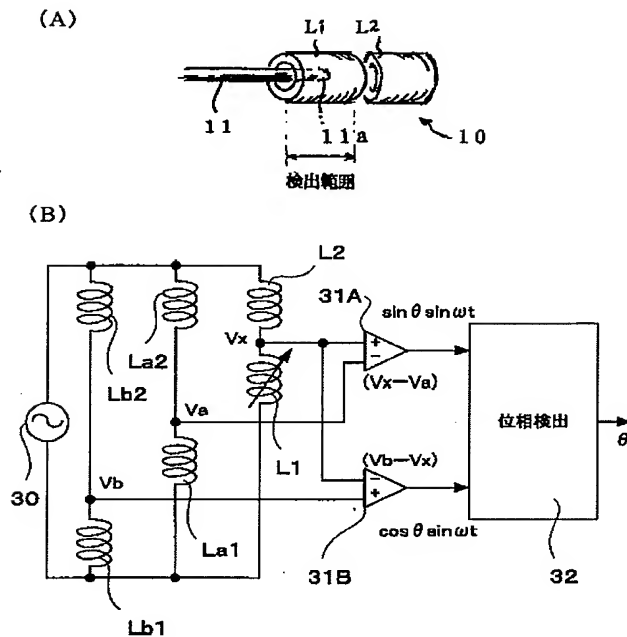 (A)
L1
L2
11
11a
10
検出範囲
(B)
L2
31A
sinθsinωt
La2
Vx
Lb2
(Vx−Va)
Va
L1
位相検出
θ
30
Vb
(Vb−Vx)
La1
31B
cosθsinωt
32
Lb1